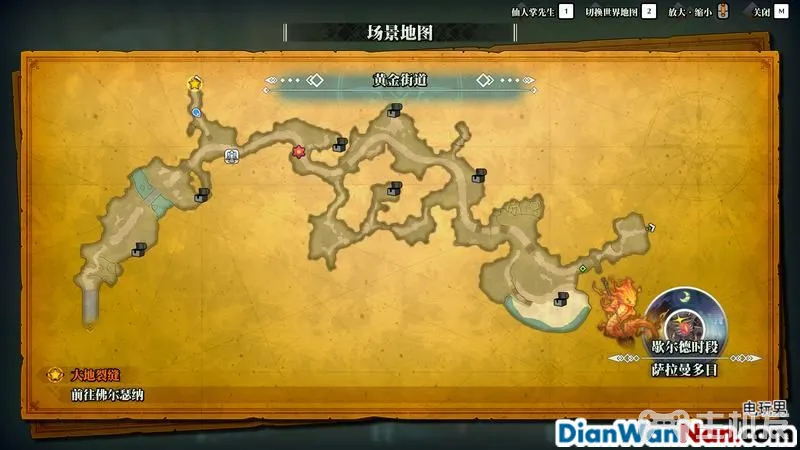 仙人掌先生 1 切换世界地图 2 放大·缩小 关闭 M
场景地图
黄金街道
歇尔德时段
萨拉曼多日
大地裂缝
前往佛尔瑟纳
电玩男
DianWanNan.com